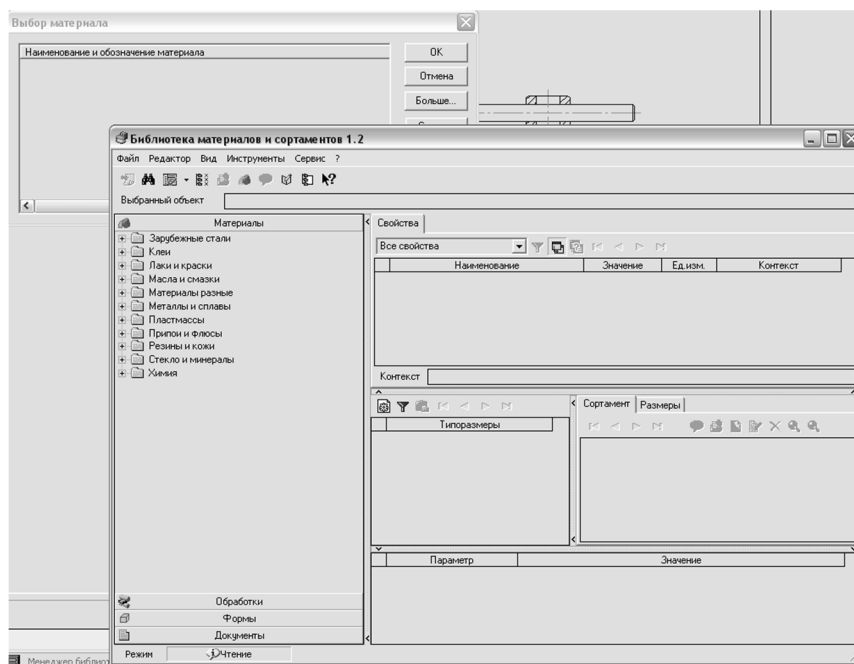 Выбор материала
Наименование и обозначение материала
OK
Отмена
Больше...
Библиотека материалов и сортаментов 1.2
Файл Редактор Вид Инструменты Сервис ?
Выбранный объект
Материалы
Зарубежные стали
Клеи
Лаки и краски
Масла и смазки
Материалы разные
Металлы и сплавы
Пластмассы
Припои и флюсы
Резины и кожи
Стекло и минералы
Химия
Обработки
Формы
Документы
Свойства
Все свойства
Наименование Значение Ед.изм. Контекст
Контекст
Типоразмеры
Сортамент Размеры
Параметр Значение
Режим Чтение
Менеджер библиот